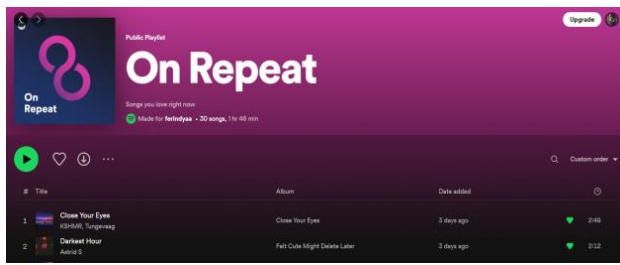 Upgrade
Public Playlist
On Repeat
On
Repeat
Songs you love right now
Made for ferindyaa • 30 songs, 1 hr 46 min
Custom order
# Title Album Date added
1 Close Your Eyes Close Your Eyes 3 days ago 2:49
KSHMR, Tungevaag
2 Darkest Hour Felt Cute Might Delete Later 3 days ago 2:12
Astrid S